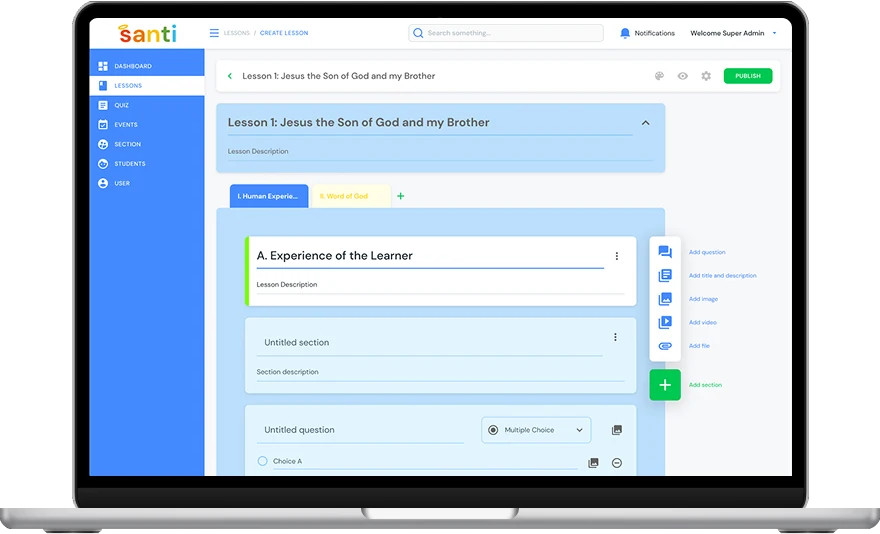 santi
LESSONS / CREATE LESSON
Search something...
Notifications
Welcome Super Admin
DASHBOARD
LESSONS
QUIZ
EVENTS
SECTION
STUDENTS
USER
Lesson 1: Jesus the Son of God and my Brother
PUBLISH
Lesson 1: Jesus the Son of God and my Brother
Lesson Description
I. Human Experie...
II. Word of God
+
A. Experience of the Learner
Lesson Description
Untitled section
Section description
Untitled question
Multiple Choice
Choice A
Add question
Add title and description
Add image
Add video
Add file
Add section